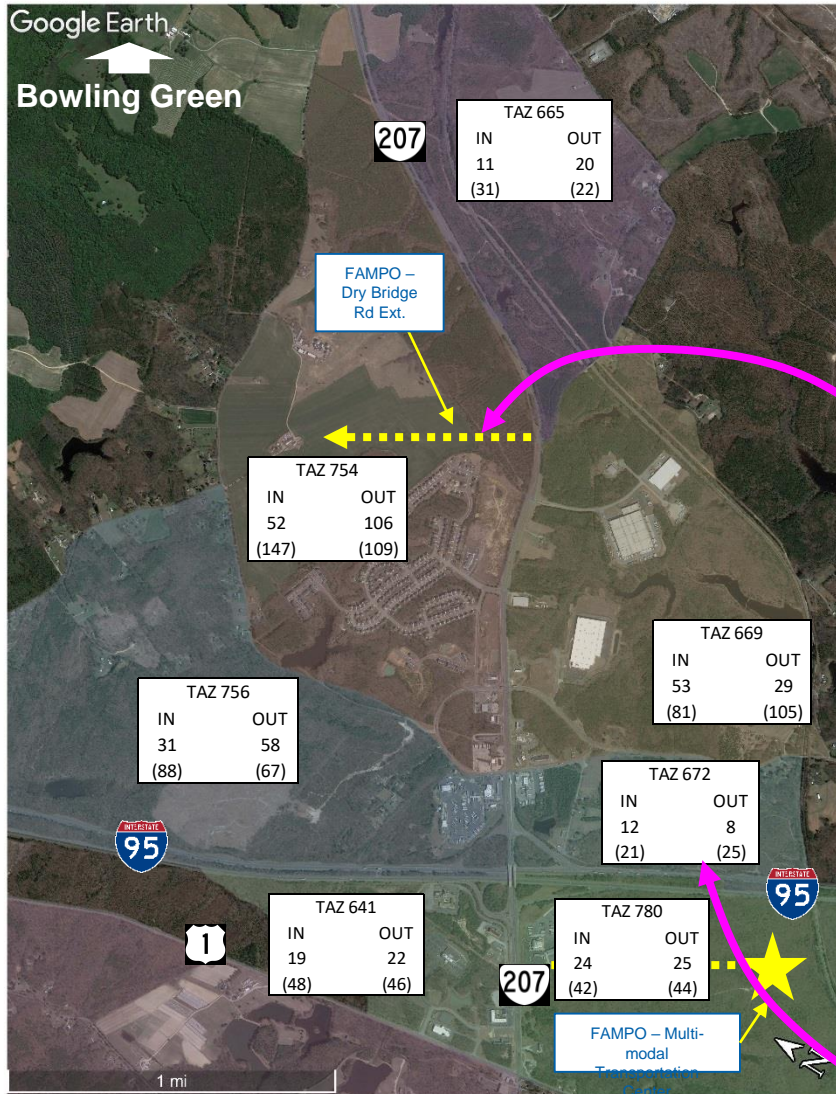 Google Earth
Bowling Green
207
TAZ 665
IN OUT
11 20
(31) (22)
FAMPO –
Dry Bridge
Rd Ext.
TAZ 754
IN OUT
52 106
(147) (109)
TAZ 669
IN OUT
53 29
(81) (105)
TAZ 756
IN OUT
31 58
(88) (67)
TAZ 672
IN OUT
12 8
(21) (25)
INTERSTATE
95
INTERSTATE
95
TAZ 641
IN OUT
19 22
(48) (46)
TAZ 780
IN OUT
24 25
(42) (44)
1
207
FAMPO – Multi-
modal
Transportation
Center
N
1 mi